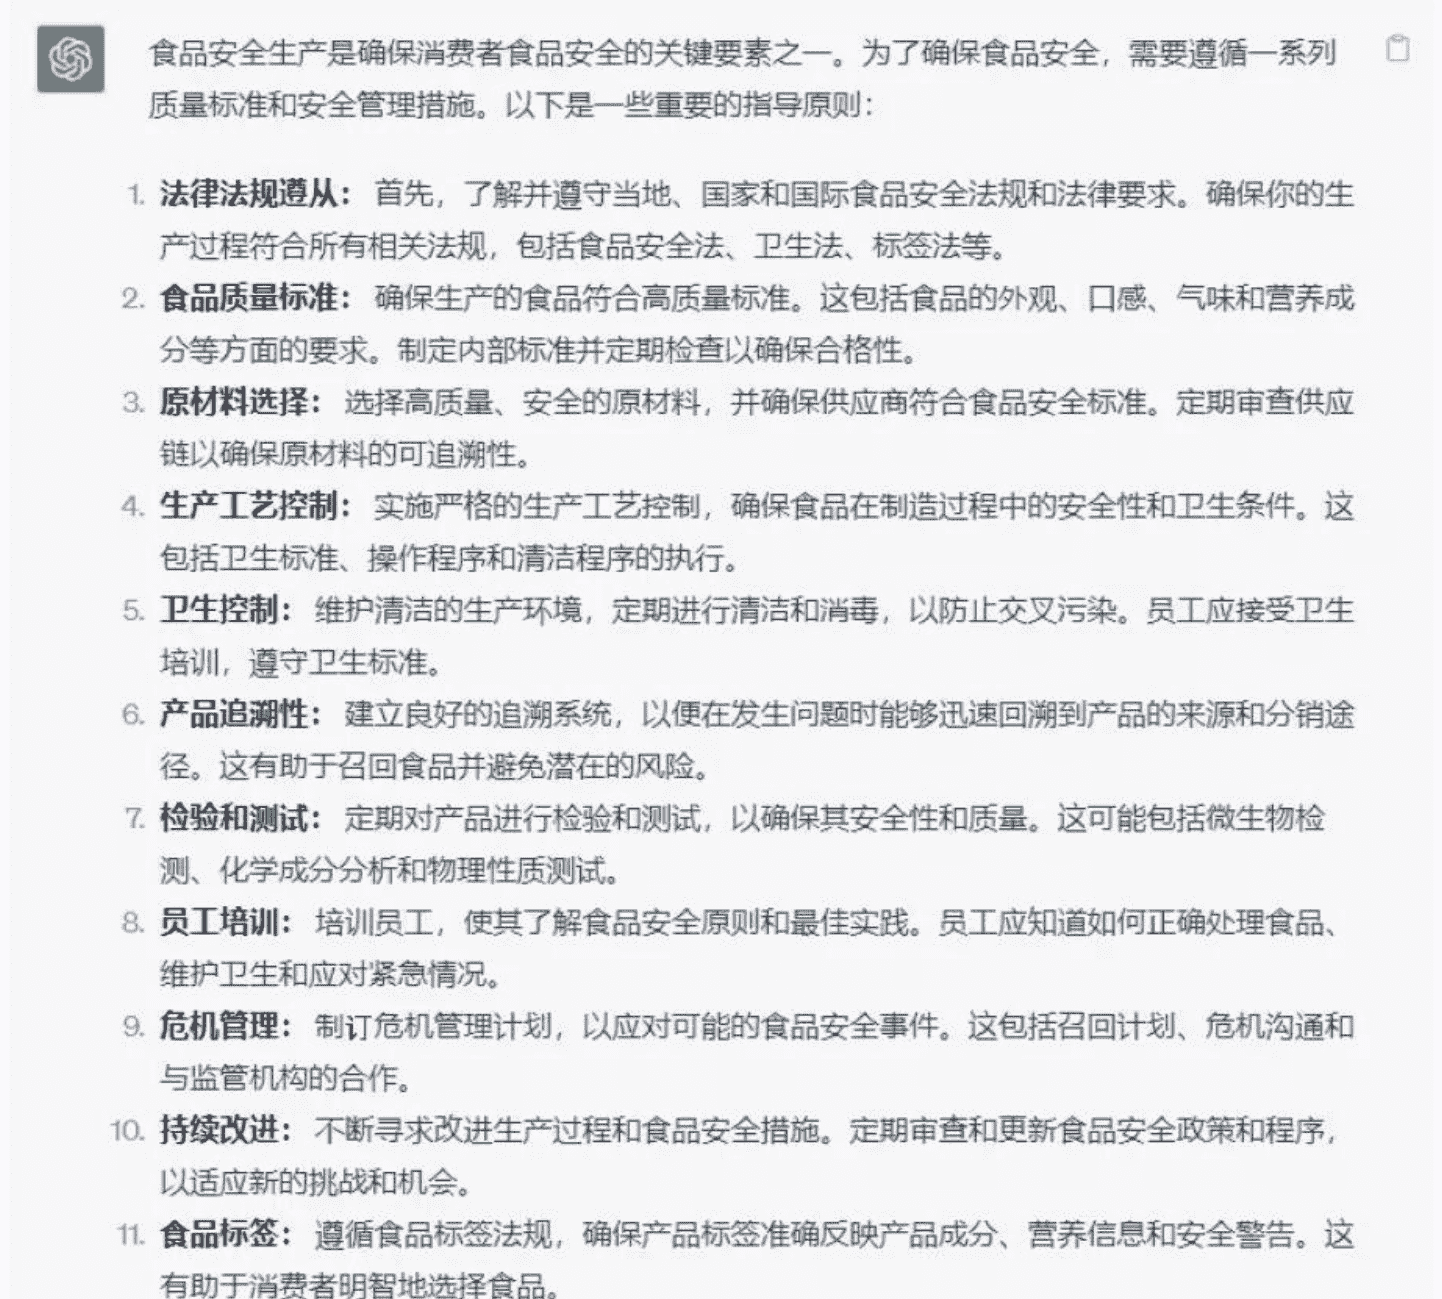 食品安全生产是确保消费者食品安全的关键要素之一。为了确保食品安全，需要遵循一系列
质量标准和安全管理措施。以下是一些重要的指导原则：
1. 法律法规遵从： 首先，了解并遵守当地、国家和国际食品安全法规和法律要求。确保你的生
产过程符合所有相关法规，包括食品安全法、卫生法、标签法等。
2. 食品质量标准： 确保生产的食品符合高质量标准。这包括食品的外观、口感、气味和营养成
分等方面的要求。制定内部标准并定期检查以确保合格性。
3. 原材料选择： 选择高质量、安全的原材料，并确保供应商符合食品安全标准。定期审查供应
链以确保原材料的可追溯性。
4. 生产工艺控制： 实施严格的生产工艺控制，确保食品在制造过程中的安全性和卫生条件。这
包括卫生标准、操作程序和清洁程序的执行。
5. 卫生控制： 维护清洁的生产环境，定期进行清洁和消毒，以防止交叉污染。员工应接受卫生
培训，遵守卫生标准。
6. 产品追溯性： 建立良好的追溯系统，以便在发生问题时能够迅速回溯到产品的来源和分销途
径。这有助于召回食品并避免潜在的风险。
7. 检验和测试： 定期对产品进行检验和测试，以确保其安全性和质量。这可能包括微生物检
测、化学成分分析和物理性质测试。
8. 员工培训： 培训员工，使其了解食品安全原则和最佳实践。员工应知道如何正确处理食品、
维护卫生和应对紧急情况。
9. 危机管理： 制订危机管理计划，以应对可能的食品安全事件。这包括召回计划、危机沟通和
与监管机构的合作。
10. 持续改进： 不断寻求改进生产过程和食品安全措施。定期审查和更新食品安全政策和程序，
以适应新的挑战和机会。
11. 食品标签： 遵循食品标签法规，确保产品标签准确反映产品成分、营养信息和安全警告。这
有助于消费者明智地选择食品。